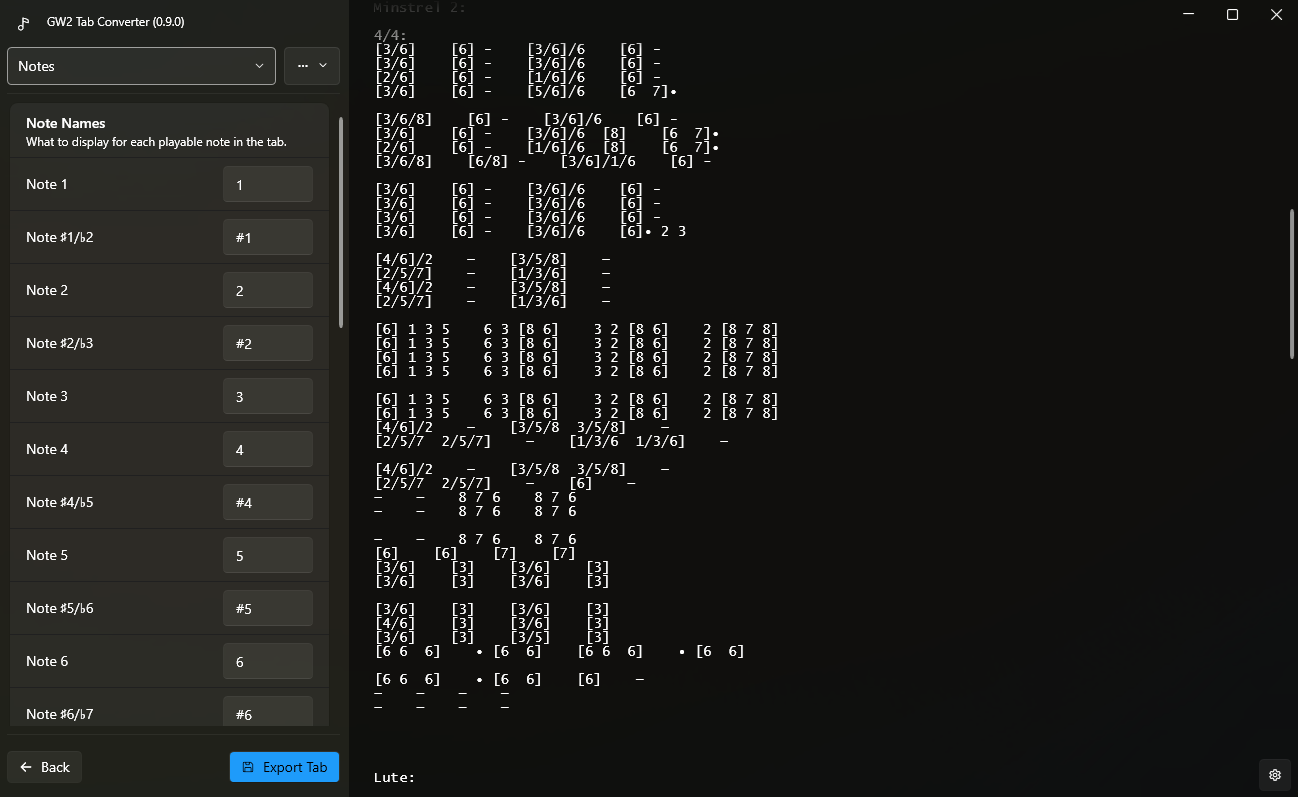 GW2 Tab Converter (0.9.0)
Notes
Note Names
What to display for each playable note in the tab.
Note 1 1
Note ♯1/♭2 #1
Note 2 2
Note ♯2/♭3 #2
Note 3 3
Note 4 4
Note ♯4/♭5 #4
Note 5 5
Note ♯5/♭6 #5
Note 6 6
Note ♯6/♭7 #6
Back
Export Tab
Minstrel 2:
4/4:
[3/6]    [6] –    [3/6]/6    [6] –
[3/6]    [6] –    [3/6]/6    [6] –
[2/6]    [6] –    [1/6]/6    [6] –
[3/6]    [6] –    [5/6]/6    [6  7]•
[3/6/8]    [6] –    [3/6]/6    [6] –
[3/6]    [6] –    [3/6]/6  [8]    [6  7]•
[2/6]    [6] –    [1/6]/6  [8]    [6  7]•
[3/6/8]    [6/8] –    [3/6]/1/6    [6] –
[3/6]    [6] –    [3/6]/6    [6] –
[3/6]    [6] –    [3/6]/6    [6] –
[3/6]    [6] –    [3/6]/6    [6] –
[3/6]    [6] –    [3/6]/6    [6]• 2 3
[4/6]/2    –    [3/5/8]    –
[2/5/7]    –    [1/3/6]    –
[4/6]/2    –    [3/5/8]    –
[2/5/7]    –    [1/3/6]    –
[6] 1 3 5    6 3 [8 6]    3 2 [8 6]    2 [8 7 8]
[6] 1 3 5    6 3 [8 6]    3 2 [8 6]    2 [8 7 8]
[6] 1 3 5    6 3 [8 6]    3 2 [8 6]    2 [8 7 8]
[6] 1 3 5    6 3 [8 6]    3 2 [8 6]    2 [8 7 8]
[6] 1 3 5    6 3 [8 6]    3 2 [8 6]    2 [8 7 8]
[6] 1 3 5    6 3 [8 6]    3 2 [8 6]    2 [8 7 8]
[4/6]/2    –    [3/5/8  3/5/8]    –
[2/5/7  2/5/7]    –    [1/3/6  1/3/6]    –
[4/6]/2    –    [3/5/8  3/5/8]    –
[2/5/7  2/5/7]    –    [6]    –
–    –    8 7 6    8 7 6
–    –    8 7 6    8 7 6
–    –    8 7 6    8 7 6
[6]    [6]    [7]    [7]
[3/6]    [3]    [3/6]    [3]
[3/6]    [3]    [3/6]    [3]
[3/6]    [3]    [3/6]    [3]
[4/6]    [3]    [3/6]    [3]
[3/6]    [3]    [3/5]    [3]
[6 6  6]    • [6  6]    [6 6  6]    • [6  6]
[6 6  6]    • [6  6]    [6]    –
–    –    –    –
–    –    –    –
Lute: